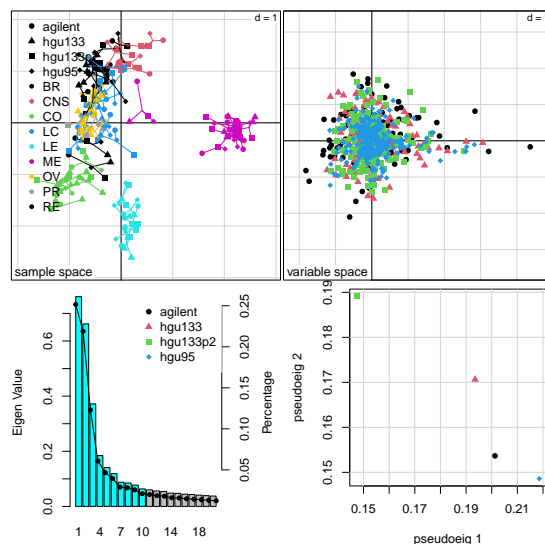 d = 1
agilent
hgu133
hgu133p
hgu95
BR
CNS
CO
LC
LE
ME
OV
PR
RE
sample space
d =
variable space
Eigen Value
0.0
0.2
0.4
0.6
1 4 7 10 14 18
agilent
hgu133
hgu133p2
hgu95
0.05
0.10
0.15
0.20
0.25
Percentage
pseudoeig 2
0.15
0.16
0.17
0.18
0.19
0.15 0.17 0.19 0.21
pseudoeig 1